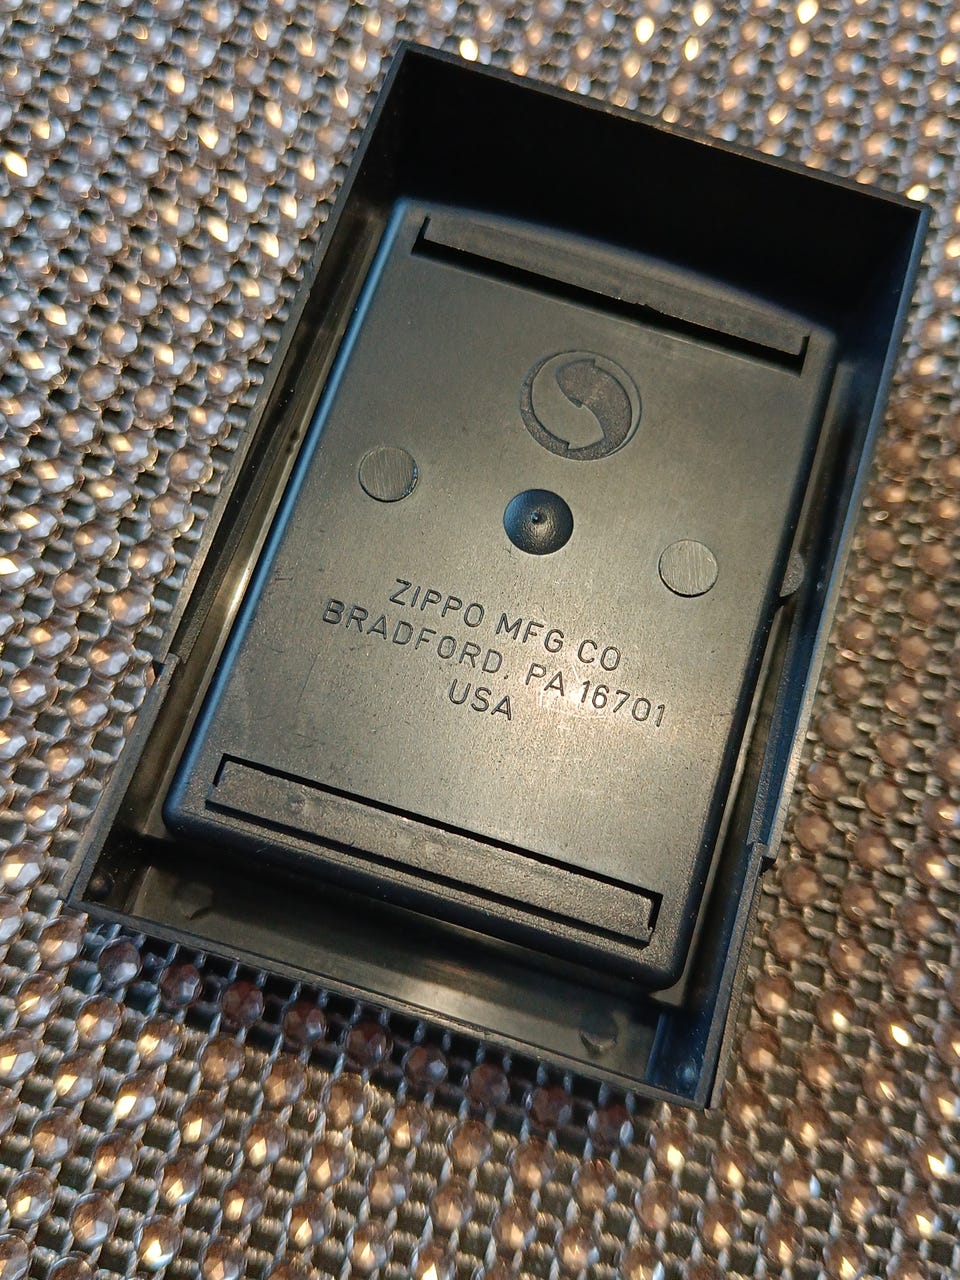 ZIPPO MFG CO
BRADFORD, PA 16701
USA